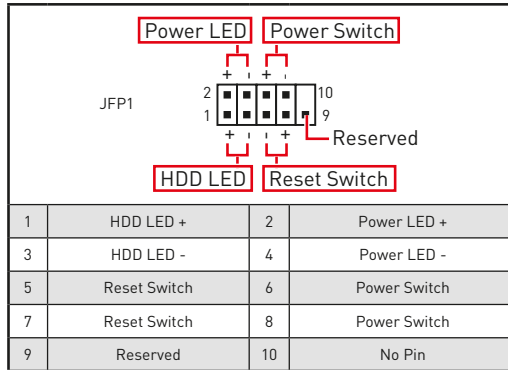 Power LED Power Switch
+ - + -
2 10
JFP1
1 9
+ - - +
Reserved
HDD LED Reset Switch
1 HDD LED + 2 Power LED +
3 HDD LED - 4 Power LED -
5 Reset Switch 6 Power Switch
7 Reset Switch 8 Power Switch
9 Reserved 10 No Pin